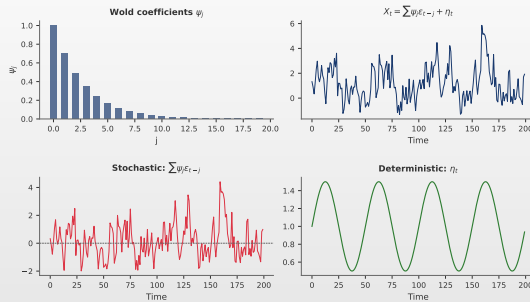 Wold coefficients ψj
1.0
0.8
0.6
0.4
0.2
0.0
ψj
0.0 2.5 5.0 7.5 10.0 12.5 15.0 17.5 20.0
j
Xt = ∑ψjεt−j + ηt
6
4
2
0
0 25 50 75 100 125 150 175 200
Time
Stochastic: ∑ψjεt−j
4
2
0
−2
0 25 50 75 100 125 150 175 200
Time
Deterministic: ηt
1.4
1.2
1.0
0.8
0.6
0 25 50 75 100 125 150 175 200
Time